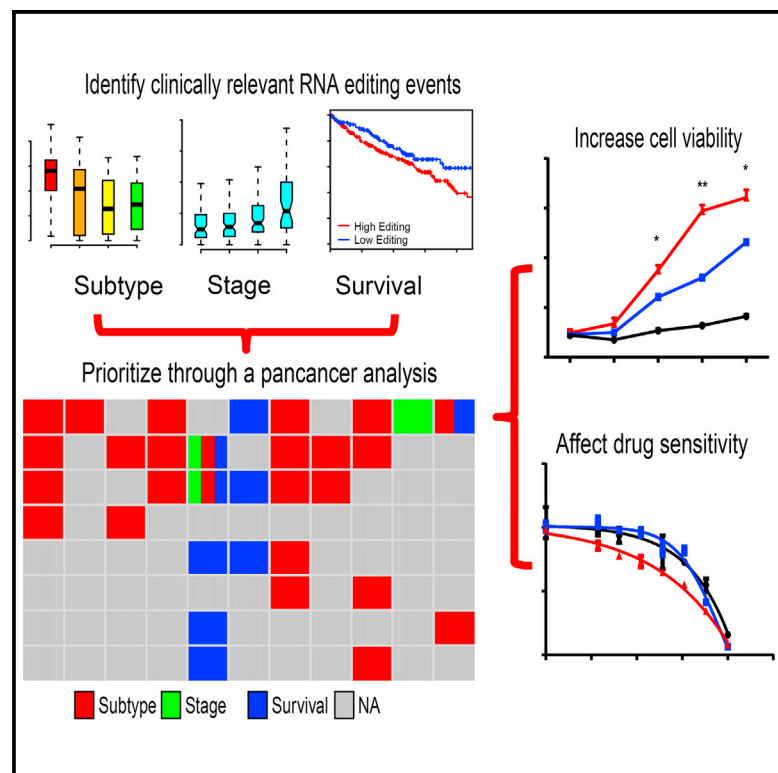 Identify clinically relevant RNA editing events
High Editing
Low Editing
Subtype Stage Survival
Prioritize through a pancancer analysis
Subtype Stage Survival NA
Increase cell viability
* ** *
Affect drug sensitivity